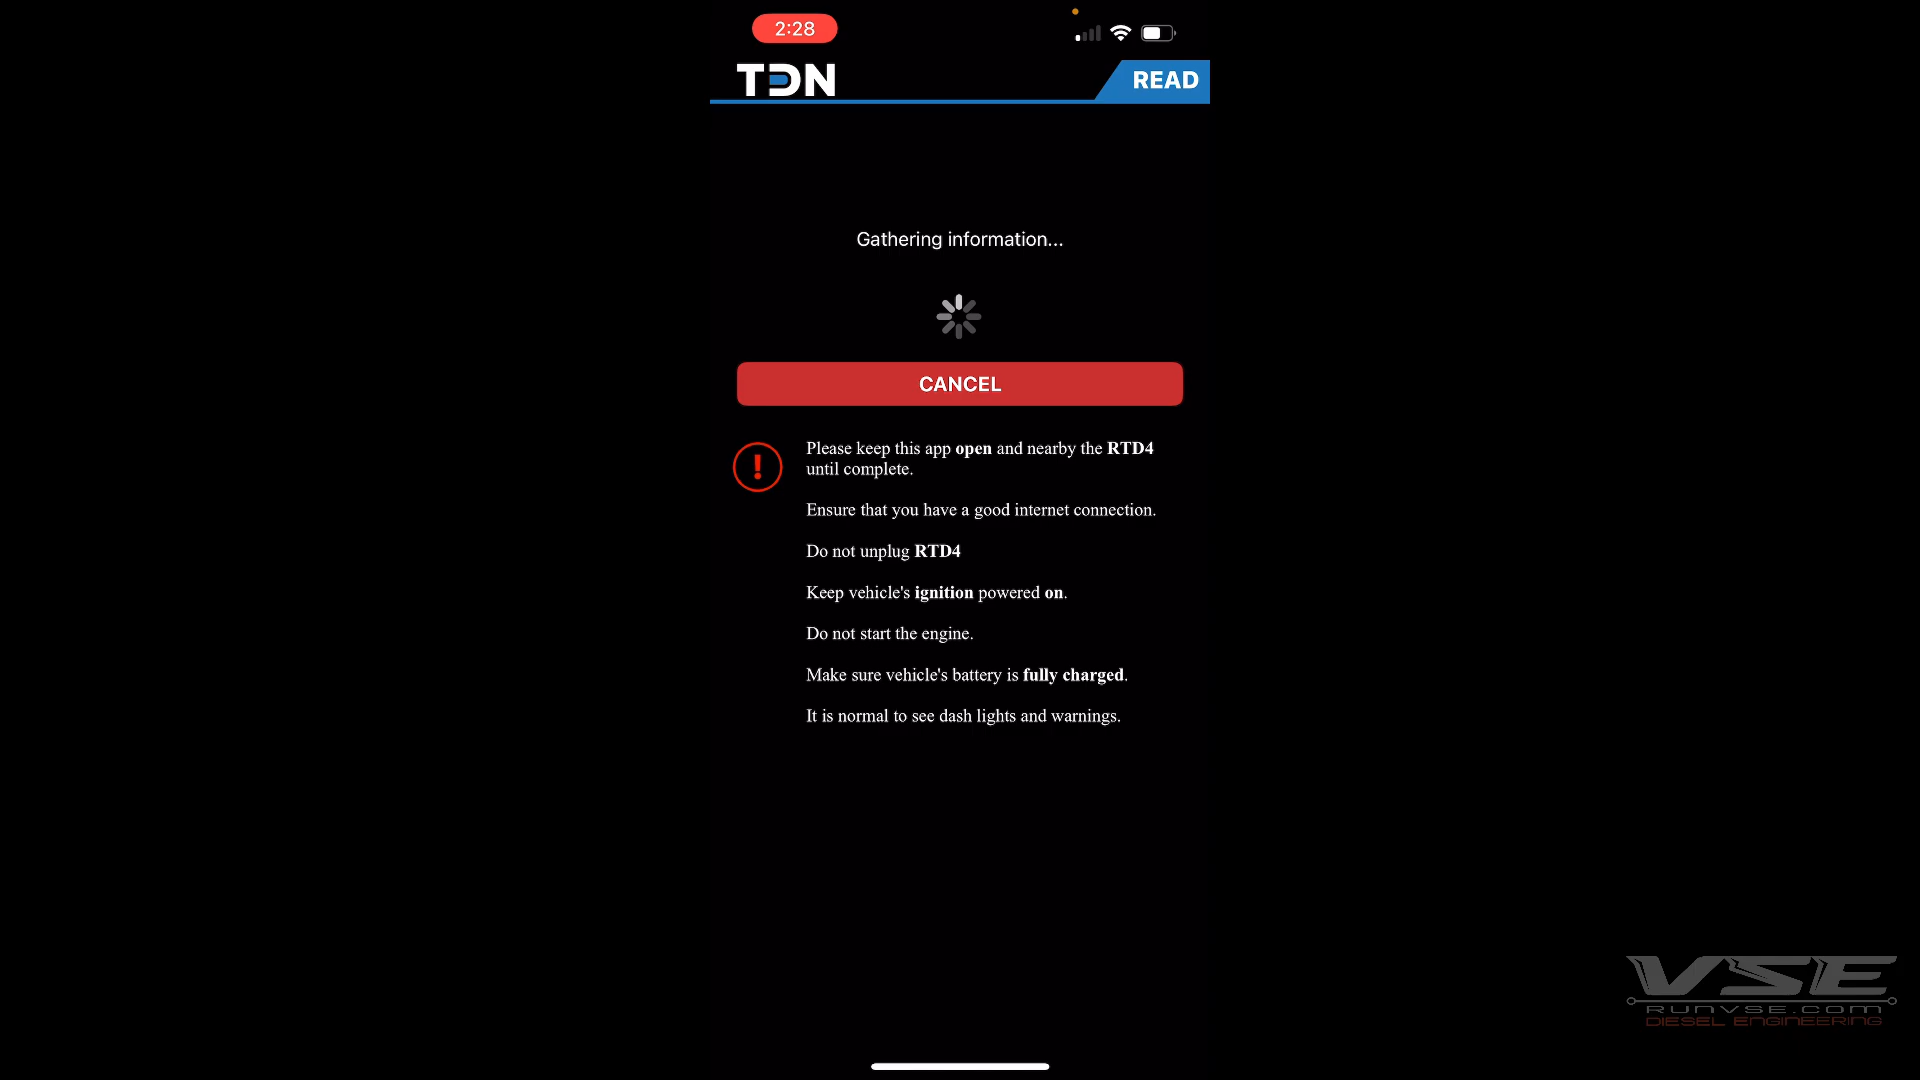 2:28
TDN
READ
Gathering information...
CANCEL
!
Please keep this app open and nearby the RTD4
until complete.
Ensure that you have a good internet connection.
Do not unplug RTD4
Keep vehicle's ignition powered on.
Do not start the engine.
Make sure vehicle's battery is fully charged.
It is normal to see dash lights and warnings.
VSE
RUNVSE.COM
DIESEL ENGINEERING